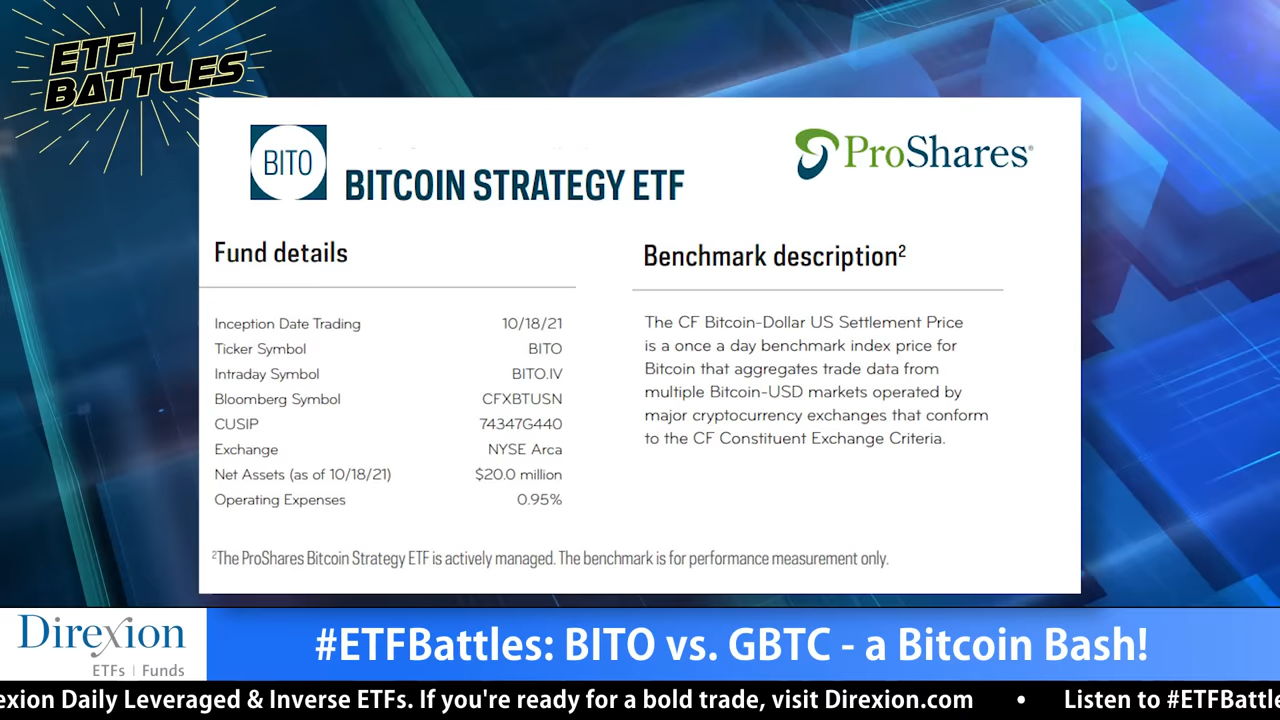 ETF
BATTLES
BITO
BITCOIN STRATEGY ETF
ProShares®
Fund details
Inception Date Trading 10/18/21
Ticker Symbol BITO
Intraday Symbol BITO.IV
Bloomberg Symbol CFXBTUSN
CUSIP 74347G440
Exchange NYSE Arca
Net Assets (as of 10/18/21) $20.0 million
Operating Expenses 0.95%
Benchmark description²
The CF Bitcoin-Dollar US Settlement Price
is a once a day benchmark index price for
Bitcoin that aggregates trade data from
multiple Bitcoin-USD markets operated by
major cryptocurrency exchanges that conform
to the CF Constituent Exchange Criteria.
²The ProShares Bitcoin Strategy ETF is actively managed. The benchmark is for performance measurement only.
Direxion
ETFs | Funds
#ETFBattles: BITO vs. GBTC - a Bitcoin Bash!
exion Daily Leveraged & Inverse ETFs. If you're ready for a bold trade, visit Direxion.com • Listen to #ETFBattle